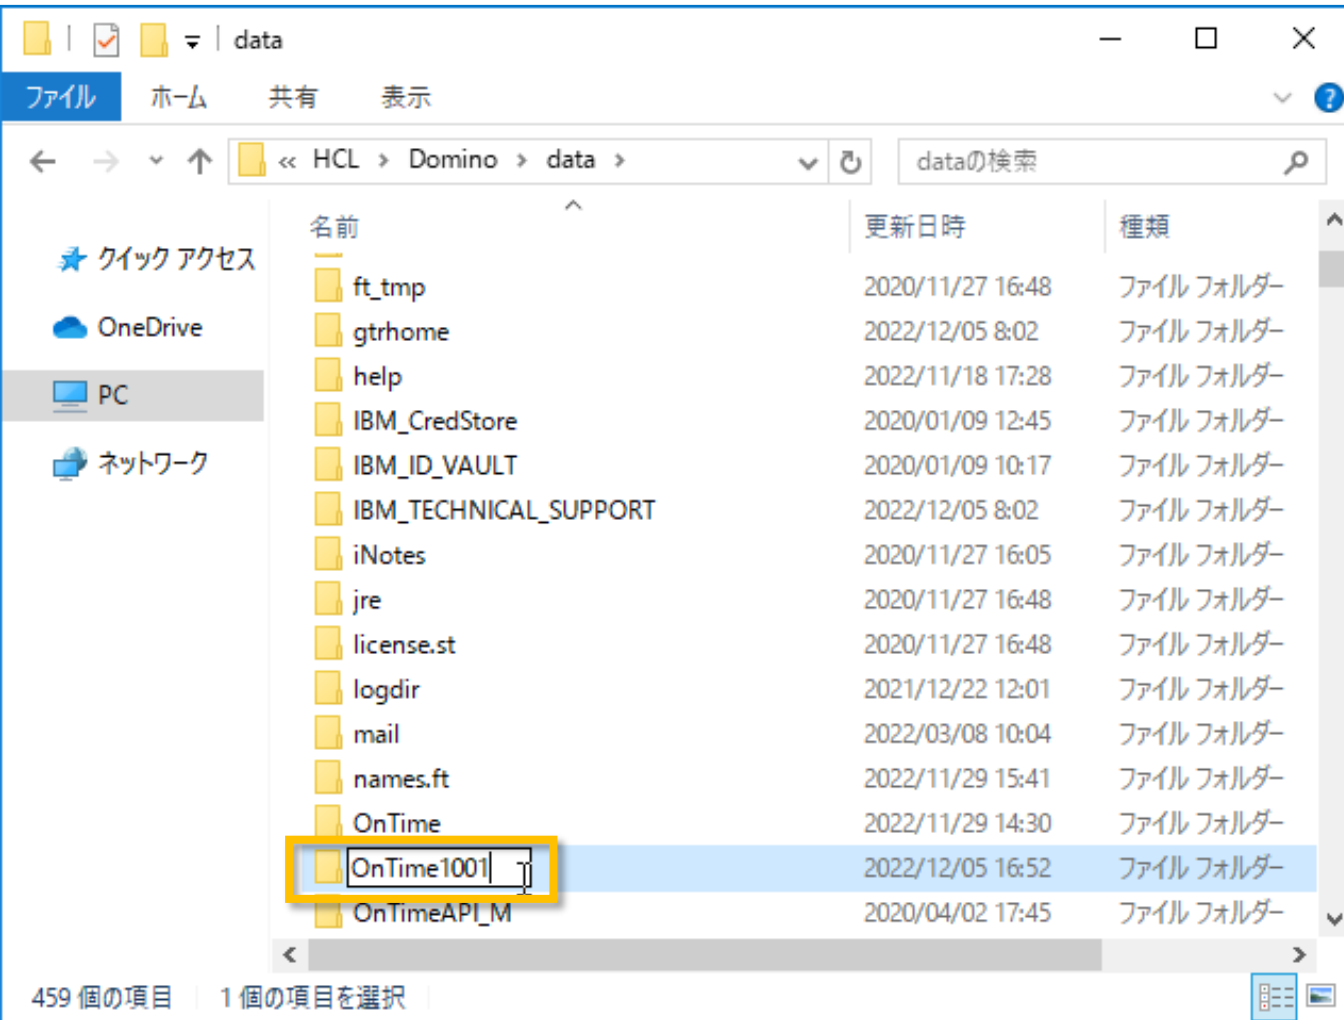 data
ファイル ホーム 共有 表示
« HCL > Domino > data > dataの検索
名前 更新日時 種類
クイック アクセス
OneDrive
PC
ネットワーク
ft_tmp 2020/11/27 16:48 ファイル フォルダー
gtrhome 2022/12/05 8:02 ファイル フォルダー
help 2022/11/18 17:28 ファイル フォルダー
IBM_CredStore 2020/01/09 12:45 ファイル フォルダー
IBM_ID_VAULT 2020/01/09 10:17 ファイル フォルダー
IBM_TECHNICAL_SUPPORT 2022/12/05 8:02 ファイル フォルダー
iNotes 2020/11/27 16:05 ファイル フォルダー
jre 2020/11/27 16:48 ファイル フォルダー
license.st 2020/11/27 16:48 ファイル フォルダー
logdir 2021/12/22 12:01 ファイル フォルダー
mail 2022/03/08 10:04 ファイル フォルダー
names.ft 2022/11/29 15:41 ファイル フォルダー
OnTime 2022/11/29 14:30 ファイル フォルダー
OnTime1001 2022/12/05 16:52 ファイル フォルダー
OnTimeAPI_M 2020/04/02 17:45 ファイル フォルダー
459 個の項目 1 個の項目を選択